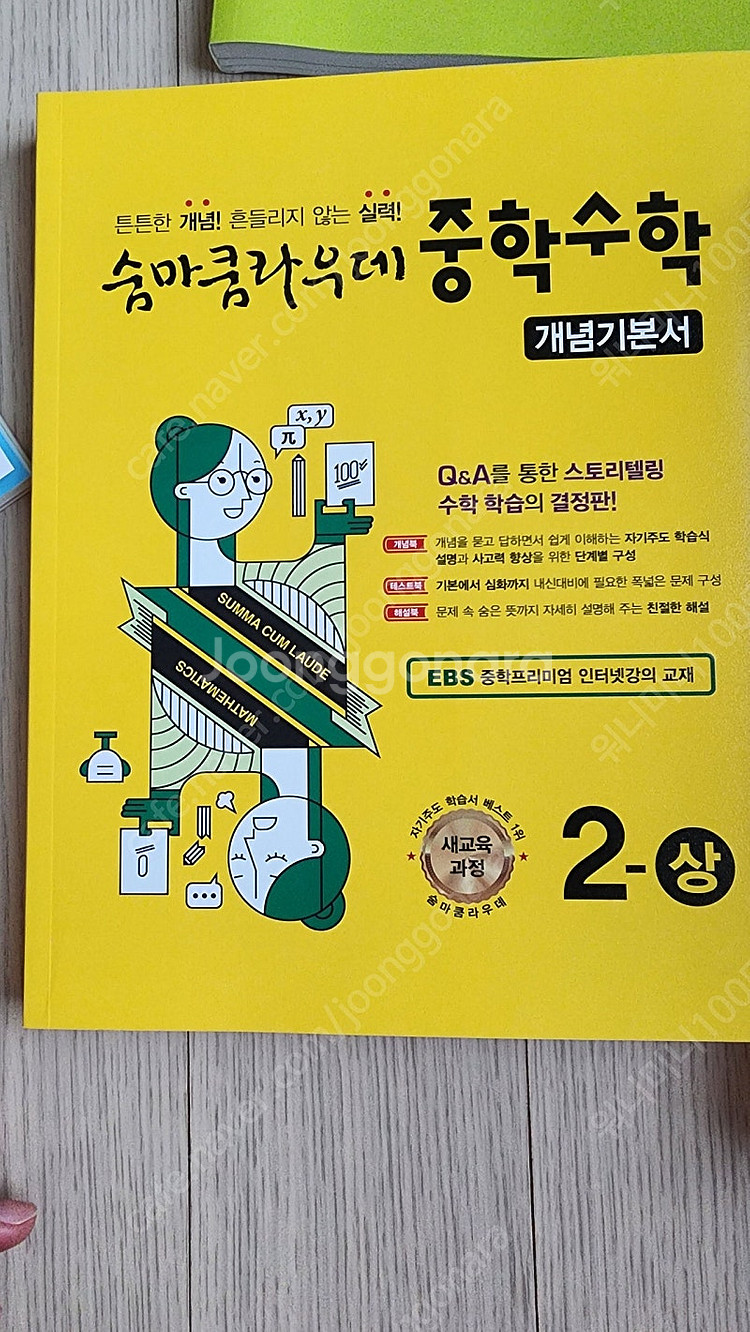 튼튼한 개념! 흔들리지 않는 실력!
숨마쿰라우데 중학수학
개념기본서
x, y
π
100
Q&A를 통한 스토리텔링
수학 학습의 결정판!
개념북 개념을 묻고 답하면서 쉽게 이해하는 자기주도 학습식
설명과 사고력 향상을 위한 단계별 구성
테스트북 기본에서 심화까지 내신대비에 필요한 폭넓은 문제 구성
해설북 문제 속 숨은 뜻까지 자세히 설명해 주는 친절한 해설
SUMMA CUM LAUDE
MATHEMATICS
EBS 중학프리미엄 인터넷강의 교재
자기주도 학습서 베스트 1위
새교육
과정
숨마쿰라우데
2-상
0
Joonggonara
cafe.naver.com/joonggonara